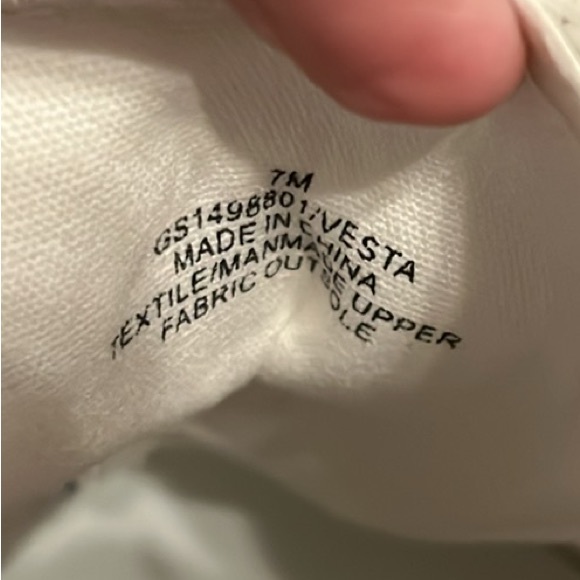 7M
GS1498801/VESTA
MADE IN CHINA
TEXTILE/MANMADE UPPER
FABRIC OUTSOLE